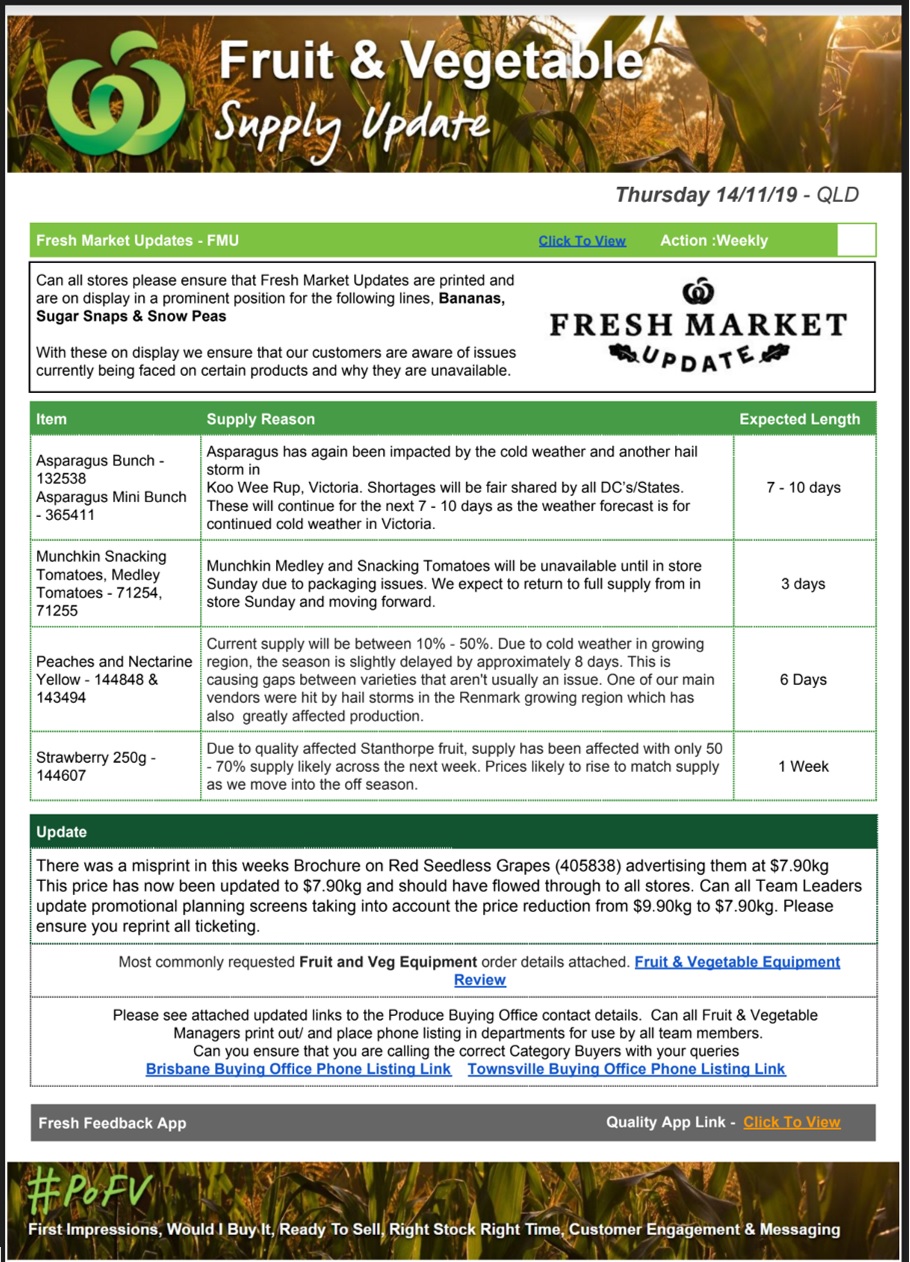 Fruit & Vegetable
Supply Update
Thursday 14/11/19 - QLD
Fresh Market Updates - FMU Click To View Action :Weekly
Can all stores please ensure that Fresh Market Updates are printed and
are on display in a prominent position for the following lines, Bananas,
Sugar Snaps & Snow Peas
With these on display we ensure that our customers are aware of issues
currently being faced on certain products and why they are unavailable.
FRESH MARKET
UPDATE
Item Supply Reason Expected Length
Asparagus Bunch -
132538
Asparagus Mini Bunch
- 365411
Asparagus has again been impacted by the cold weather and another hail
storm in
Koo Wee Rup, Victoria. Shortages will be fair shared by all DC's/States.
These will continue for the next 7 - 10 days as the weather forecast is for
continued cold weather in Victoria.
7 - 10 days
Munchkin Snacking
Tomatoes, Medley
Tomatoes - 71254,
71255
Munchkin Medley and Snacking Tomatoes will be unavailable until in store
Sunday due to packaging issues. We expect to return to full supply from in
store Sunday and moving forward.
3 days
Peaches and Nectarine
Yellow - 144848 &
143494
Current supply will be between 10% - 50%. Due to cold weather in growing
region, the season is slightly delayed by approximately 8 days. This is
causing gaps between varieties that aren't usually an issue. One of our main
vendors were hit by hail storms in the Renmark growing region which has
also greatly affected production.
6 Days
Strawberry 250g -
144607
Due to quality affected Stanthorpe fruit, supply has been affected with only 50
- 70% supply likely across the next week. Prices likely to rise to match supply
as we move into the off season.
1 Week
Update
There was a misprint in this weeks Brochure on Red Seedless Grapes (405838) advertising them at $7.90kg
This price has now been updated to $7.90kg and should have flowed through to all stores. Can all Team Leaders
update promotional planning screens taking into account the price reduction from $9.90kg to $7.90kg. Please
ensure you reprint all ticketing.
Most commonly requested Fruit and Veg Equipment order details attached. Fruit & Vegetable Equipment
Review
Please see attached updated links to the Produce Buying Office contact details. Can all Fruit & Vegetable
Managers print out/ and place phone listing in departments for use by all team members.
Can you ensure that you are calling the correct Category Buyers with your queries
Brisbane Buying Office Phone Listing Link Townsville Buying Office Phone Listing Link
Fresh Feedback App Quality App Link - Click To View
#PoFV
First Impressions, Would I Buy It, Ready To Sell, Right Stock Right Time, Customer Engagement & Messaging